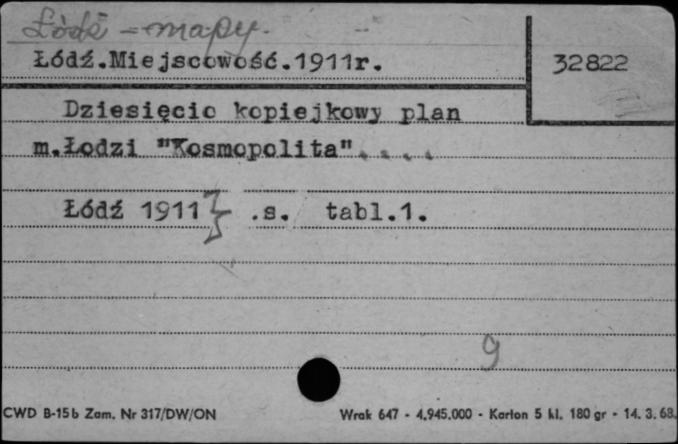 Łódź – mapy.
Łódź.Miejscowość.1911r.
32822
Dziesięcio kopiejkowy plan
m.Łodzi "Kosmopolita"....
Łódź 1911} .s. tabl.1.
9
CWD B-15b Zam. Nr 317/DW/ON
Wrak 647 - 4.945.000 - Karton 5 kl. 180 gr - 14. 3. 68.